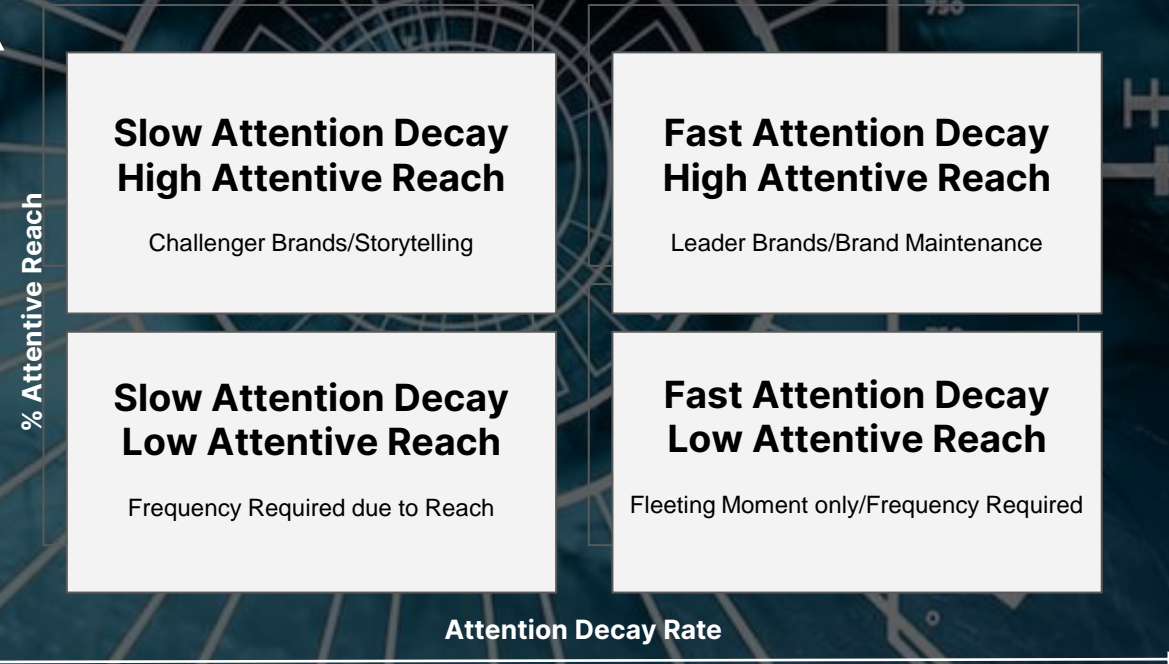 750
Slow Attention Decay
High Attentive Reach
Challenger Brands/Storytelling
Fast Attention Decay
High Attentive Reach
Leader Brands/Brand Maintenance
% Attentive Reach
Slow Attention Decay
Low Attentive Reach
Frequency Required due to Reach
Fast Attention Decay
Low Attentive Reach
Fleeting Moment only/Frequency Required
0
Attention Decay Rate